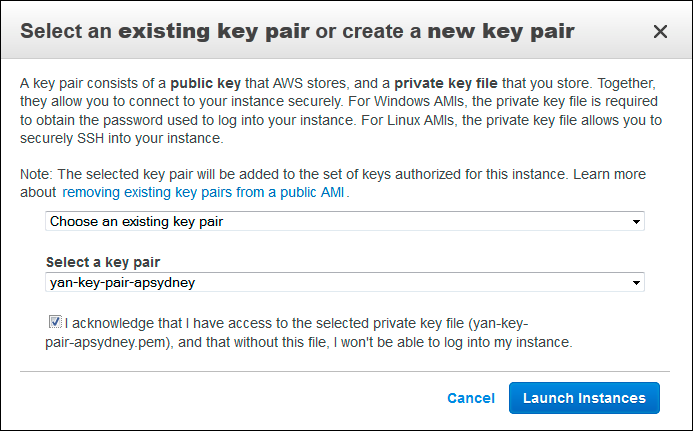 Select an existing key pair or create a new key pair
A key pair consists of a public key that AWS stores, and a private key file that you store. Together,
they allow you to connect to your instance securely. For Windows AMIs, the private key file is required
to obtain the password used to log into your instance. For Linux AMIs, the private key file allows you to
securely SSH into your instance.
Note: The selected key pair will be added to the set of keys authorized for this instance. Learn more
about removing existing key pairs from a public AMI.
Choose an existing key pair
Select a key pair
yan-key-pair-apsydney
I acknowledge that I have access to the selected private key file (yan-key-
pair-apsydney.pem), and that without this file, I won't be able to log into my instance.
Cancel Launch Instances